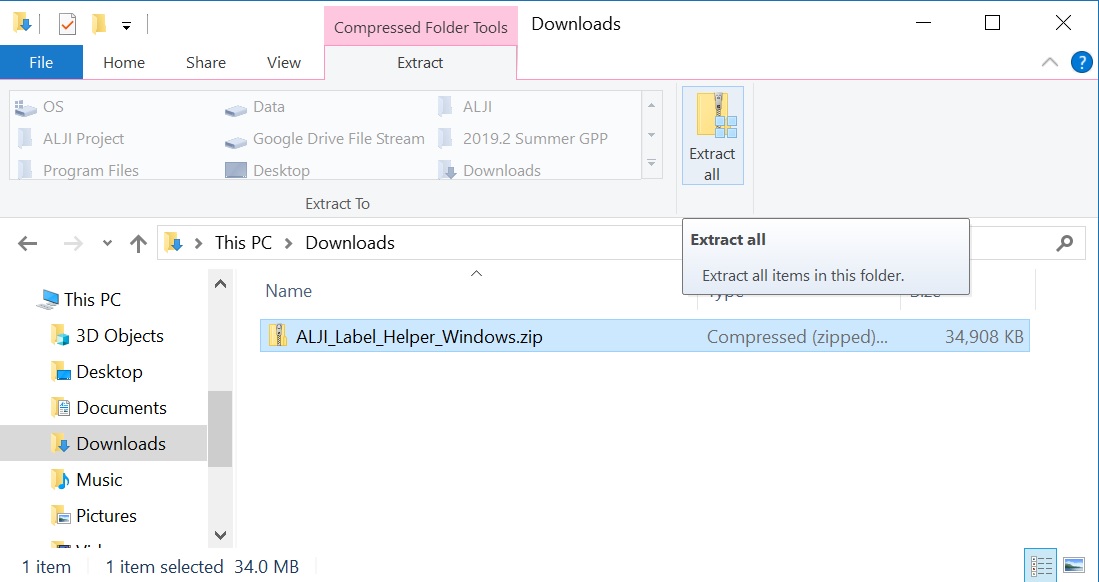 Compressed Folder Tools
Downloads
File
Home
Share
View
Extract
?
OS
Data
ALJI
ALJI Project
Google Drive File Stream
2019.2 Summer GPP
Program Files
Desktop
Downloads
Extract
all
Extract To
This PC
Downloads
Extract all
Extract all items in this folder.
Name
Type
Size
This PC
3D Objects
Desktop
Documents
Downloads
Music
Pictures
ALJI_Label_Helper_Windows.zip
Compressed (zipped)...
34,908 KB
1 item
1 item selected
34.0 MB